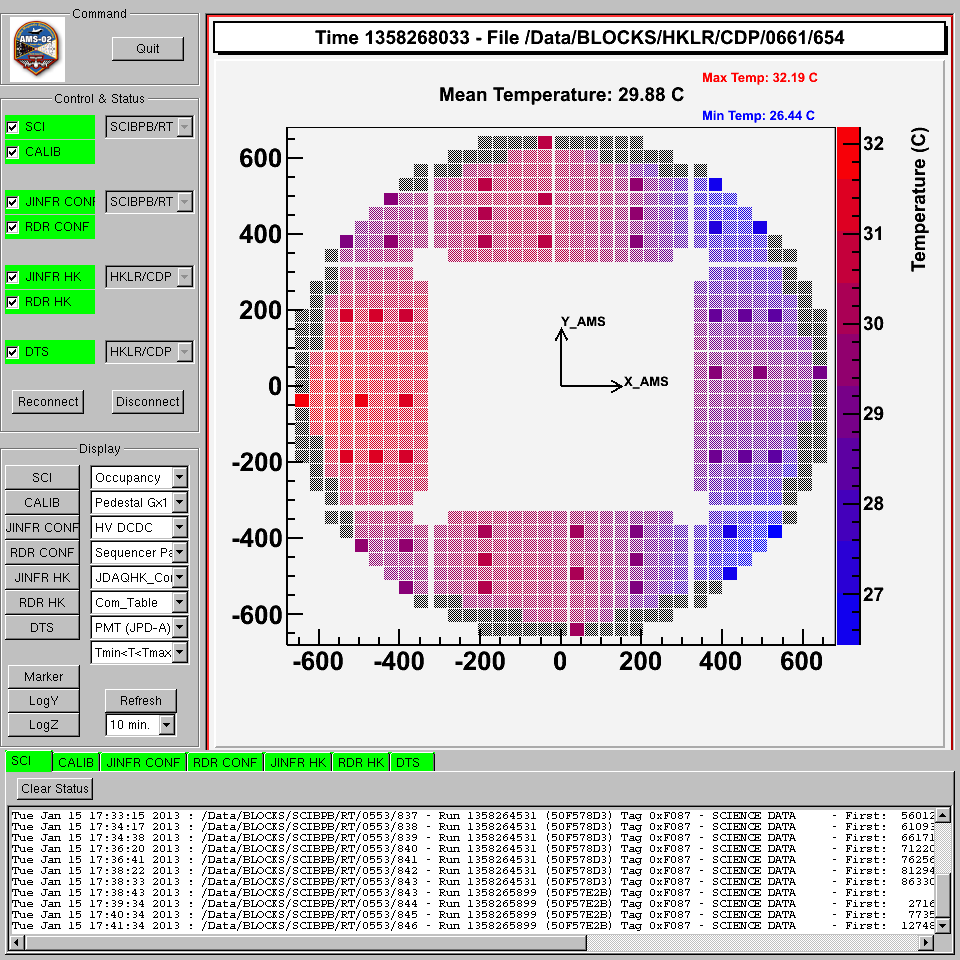 Command
AMS-02
Quit
Control & Status
SCI
SCIBPB/RT
CALIB
JINFR CONF
SCIBPB/RT
RDR CONF
JINFR HK
HKLR/CDP
RDR HK
DTS
HKLR/CDP
Reconnect
Disconnect
Display
SCI
Occupancy
CALIB
Pedestal Gx1
JINFR CONF
HV DCDC
RDR CONF
Sequencer Pa
JINFR HK
JDAQHK_Co
RDR HK
Com_Table
DTS
PMT (JPD-A)
Tmin<T<Tmax
Marker
LogY
Refresh
LogZ
10 min.
Time 1358268033 - File /Data/BLOCKS/HKLR/CDP/0661/654
Max Temp: 32.19 C
Mean Temperature: 29.88 C
Min Temp: 26.44 C
600
400
200
0
-200
-400
-600
-600
-400
-200
0
200
400
600
Y_AMS
X_AMS
32
31
30
29
28
27
Temperature (C)
SCI
CALIB
JINFR CONF
RDR CONF
JINFR HK
RDR HK
DTS
Clear Status
Tue Jan 15 17:33:15 2013 : /Data/BLOCKS/SCIBPB/RT/0553/837 - Run 1358264531 (50F578D3) Tag 0xF087 - SCIENCE DATA - First: 56012
Tue Jan 15 17:34:17 2013 : /Data/BLOCKS/SCIBPB/RT/0553/838 - Run 1358264531 (50F578D3) Tag 0xF087 - SCIENCE DATA - First: 61093
Tue Jan 15 17:34:38 2013 : /Data/BLOCKS/SCIBPB/RT/0553/839 - Run 1358264531 (50F578D3) Tag 0xF087 - SCIENCE DATA - First: 66171
Tue Jan 15 17:36:20 2013 : /Data/BLOCKS/SCIBPB/RT/0553/840 - Run 1358264531 (50F578D3) Tag 0xF087 - SCIENCE DATA - First: 71220
Tue Jan 15 17:36:41 2013 : /Data/BLOCKS/SCIBPB/RT/0553/841 - Run 1358264531 (50F578D3) Tag 0xF087 - SCIENCE DATA - First: 76256
Tue Jan 15 17:38:22 2013 : /Data/BLOCKS/SCIBPB/RT/0553/842 - Run 1358264531 (50F578D3) Tag 0xF087 - SCIENCE DATA - First: 81294
Tue Jan 15 17:38:33 2013 : /Data/BLOCKS/SCIBPB/RT/0553/843 - Run 1358264531 (50F578D3) Tag 0xF087 - SCIENCE DATA - First: 86330
Tue Jan 15 17:38:43 2013 : /Data/BLOCKS/SCIBPB/RT/0553/843 - Run 1358265899 (50F57E2B) Tag 0xF087 - SCIENCE DATA - First:
Tue Jan 15 17:39:34 2013 : /Data/BLOCKS/SCIBPB/RT/0553/844 - Run 1358265899 (50F57E2B) Tag 0xF087 - SCIENCE DATA - First: 2716
Tue Jan 15 17:40:34 2013 : /Data/BLOCKS/SCIBPB/RT/0553/845 - Run 1358265899 (50F57E2B) Tag 0xF087 - SCIENCE DATA - First: 7735
Tue Jan 15 17:41:34 2013 : /Data/BLOCKS/SCIBPB/RT/0553/846 - Run 1358265899 (50F57E2B) Tag 0xF087 - SCIENCE DATA - First: 12748